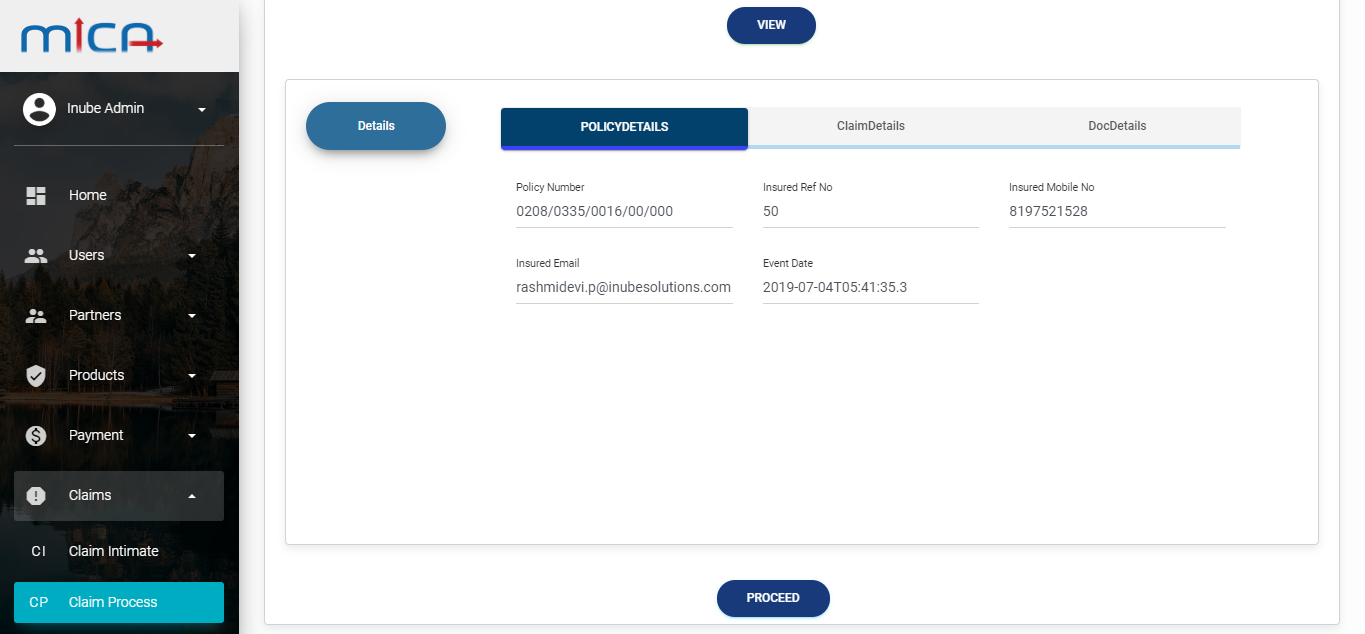 mica
Inube Admin
Home
Users
Partners
Products
Payment
Claims
CI Claim Intimate
CP Claim Process
VIEW
Details
POLICYDETAILS ClaimDetails DocDetails
Policy Number Insured Ref No Insured Mobile No
0208/0335/0016/00/000 50 8197521528
Insured Email Event Date
rashmidevi.p@inubesolutions.com 2019-07-04T05:41:35.3
PROCEED